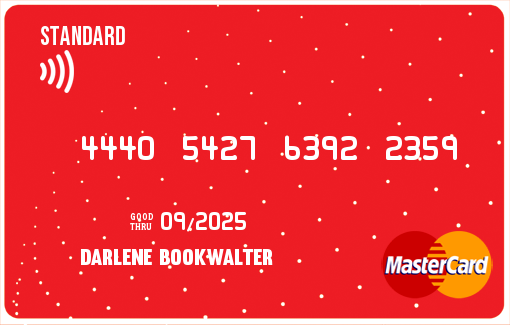 STANDARD
4440 5427 6392 2359
GOOD THRU 09/2025
DARLENE BOOKWALTER
MasterCard